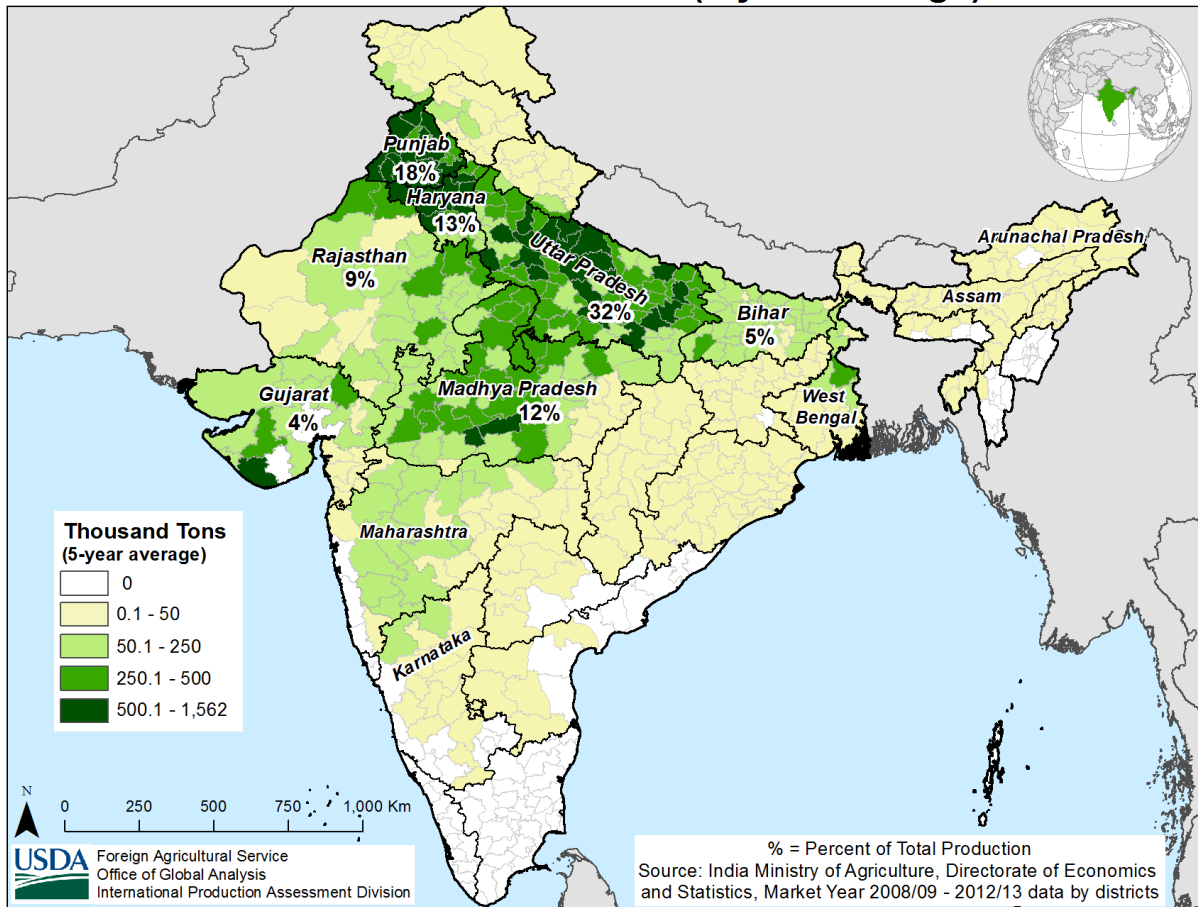 Punjab
18%
Haryana
13%
Rajasthan
9%
Uttar Pradesh
32%
Arunachal Pradesh
Assam
Bihar
5%
Gujarat
4%
Madhya Pradesh
12%
West
Bengal
Maharashtra
Karnataka
Thousand Tons
(5-year average)
0
0.1 - 50
50.1 - 250
250.1 - 500
500.1 - 1,562
N
0 250 500 750 1,000 Km
USDA
Foreign Agricultural Service
Office of Global Analysis
International Production Assessment Division
% = Percent of Total Production
Source: India Ministry of Agriculture, Directorate of Economics
and Statistics, Market Year 2008/09 - 2012/13 data by districts